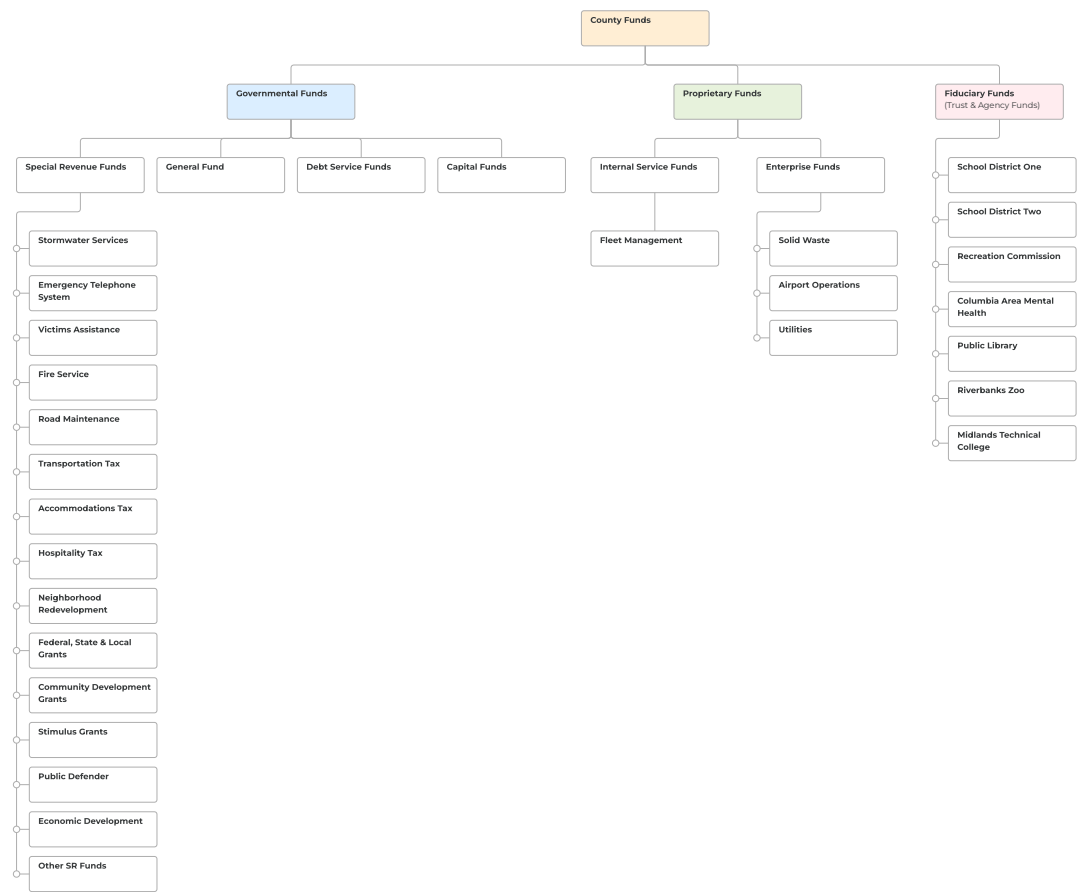 County Funds
Governmental Funds
Proprietary Funds
Fiduciary Funds
(Trust & Agency Funds)
Special Revenue Funds
General Fund
Debt Service Funds
Capital Funds
Internal Service Funds
Enterprise Funds
School District One
School District Two
Recreation Commission
Columbia Area Mental
Health
Public Library
Riverbanks Zoo
Midlands Technical
College
Stormwater Services
Emergency Telephone
System
Victims Assistance
Fire Service
Road Maintenance
Transportation Tax
Accommodations Tax
Hospitality Tax
Neighborhood
Redevelopment
Federal, State & Local
Grants
Community Development
Grants
Stimulus Grants
Public Defender
Economic Development
Other SR Funds
Fleet Management
Solid Waste
Airport Operations
Utilities